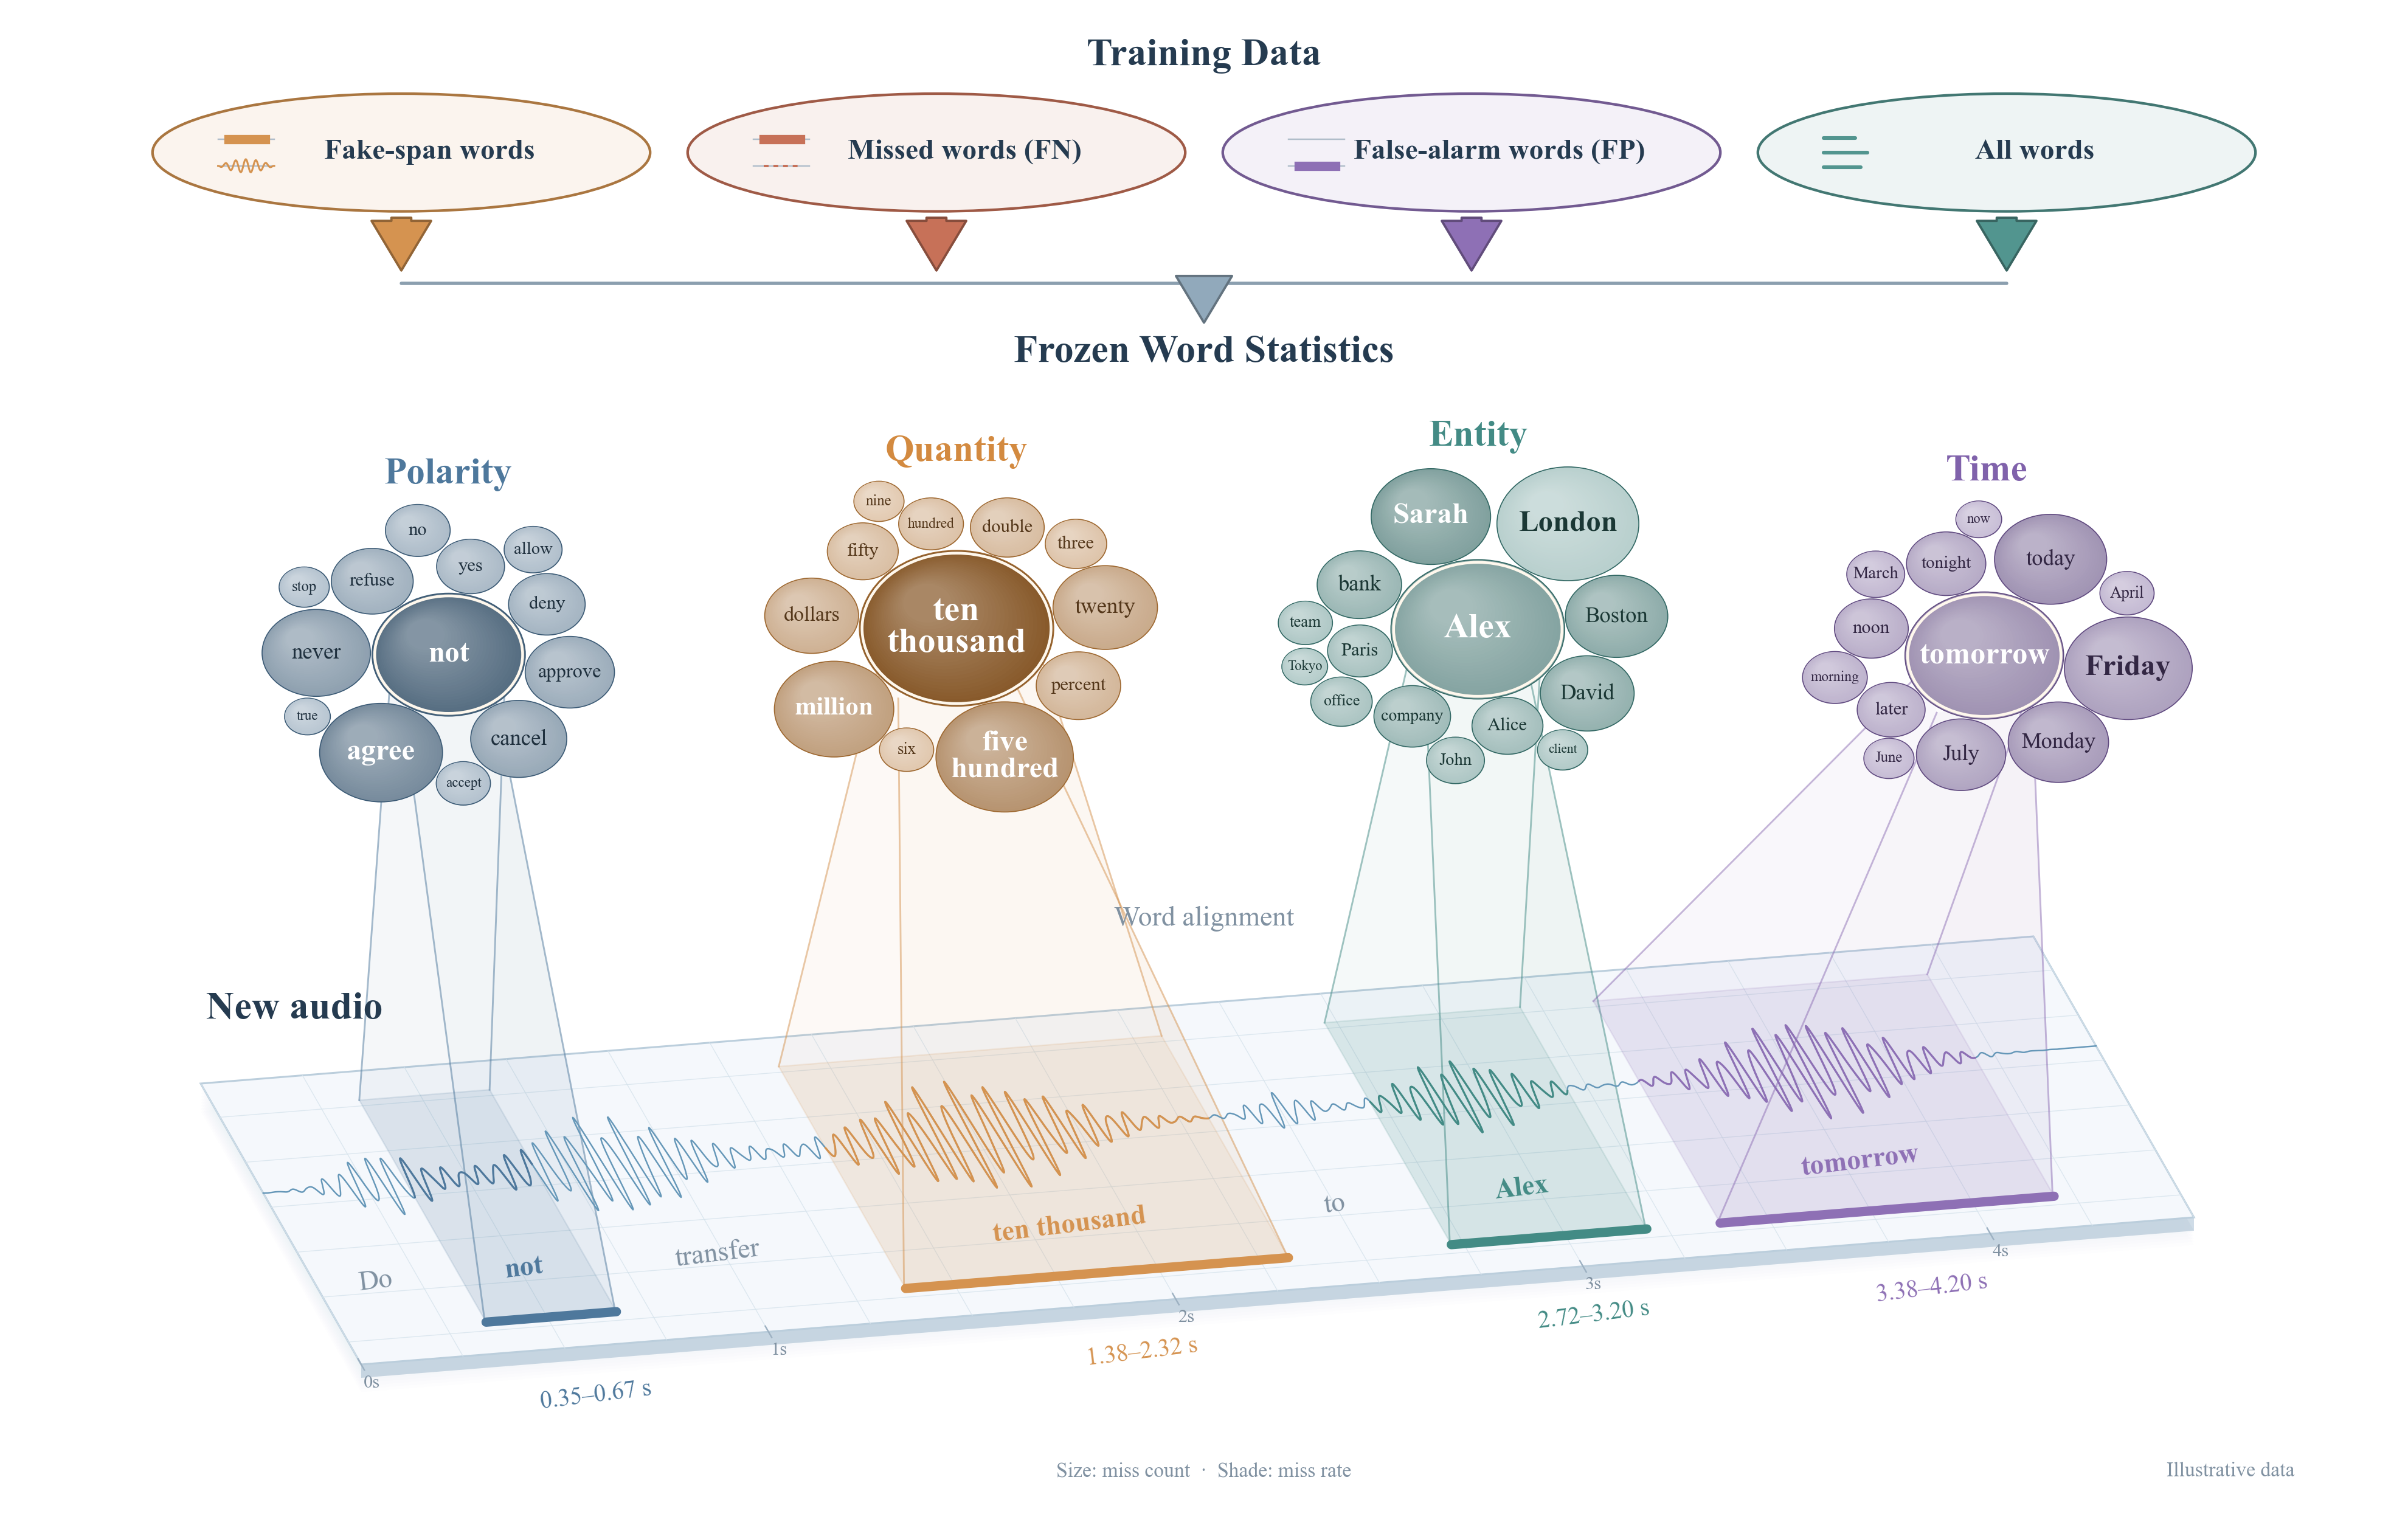 Training Data
Fake-span words
Missed words (FN)
False-alarm words (FP)
All words
Frozen Word Statistics
Polarity
no
allow
yes
stop
refuse
deny
never
not
approve
true
agree
cancel
accept
Quantity
nine
hundred
double
three
fifty
dollars
ten
thousand
twenty
million
percent
six
five
hundred
Entity
Sarah
London
bank
team
Alex
Boston
Paris
Tokyo
office
David
company
Alice
John
client
Time
now
today
tonight
March
April
noon
tomorrow
morning
Friday
later
June
July
Monday
Word alignment
New audio
Do
not
transfer
ten thousand
to
Alex
tomorrow
0s
1s
2s
3s
4s
0.35–0.67 s
1.38–2.32 s
2.72–3.20 s
3.38–4.20 s
Size: miss count · Shade: miss rate
Illustrative data